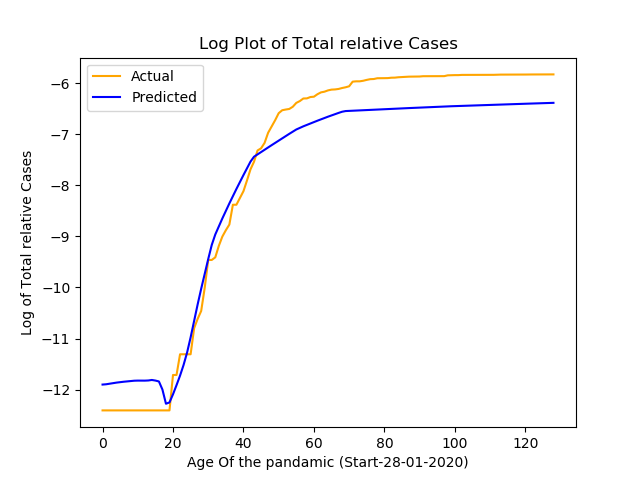 Log Plot of Total relative Cases
Actual
Predicted
Log of Total relative Cases
−6
−7
−8
−9
−10
−11
−12
0 20 40 60 80 100 120
Age Of the pandamic (Start-28-01-2020)